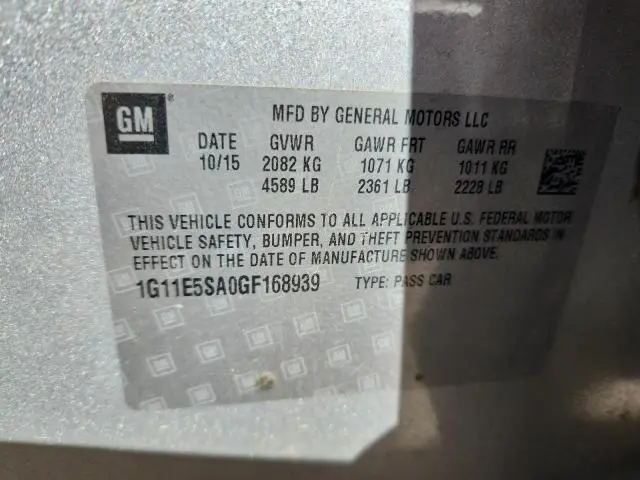 GM®
MFD BY GENERAL MOTORS LLC
DATE GVWR GAWR FRT GAWR RR
10/15 2082 KG 1071 KG 1011 KG
4589 LB 2361 LB 2228 LB
THIS VEHICLE CONFORMS TO ALL APPLICABLE U.S. FEDERAL MOTOR
VEHICLE SAFETY, BUMPER, AND THEFT PREVENTION STANDARDS IN
EFFECT ON THE DATE OF MANUFACTURE SHOWN ABOVE.
1G11E5SA0GF168939 TYPE: PASS CAR